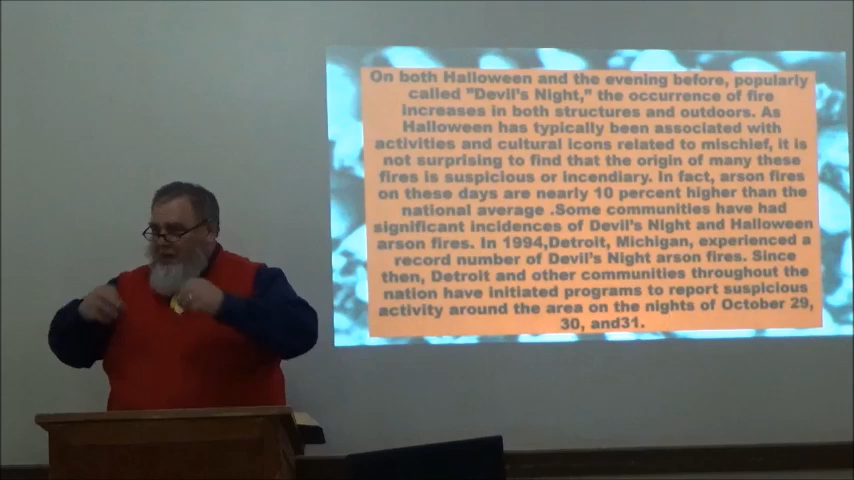 On both Halloween and the evening before, popularly
called "Devil's Night," the occurrence of fire
increases in both structures and outdoors. As
Halloween has typically been associated with
activities and cultural icons related to mischief, it is
not surprising to find that the origin of many these
fires is suspicious or incendiary. In fact, arson fires
on these days are nearly 10 percent higher than the
national average .Some communities have had
significant incidences of Devil's Night and Halloween
arson fires. In 1994,Detroit, Michigan, experienced a
record number of Devil's Night arson fires. Since
then, Detroit and other communities throughout the
nation have initiated programs to report suspicious
activity around the area on the nights of October 29,
30, and31.